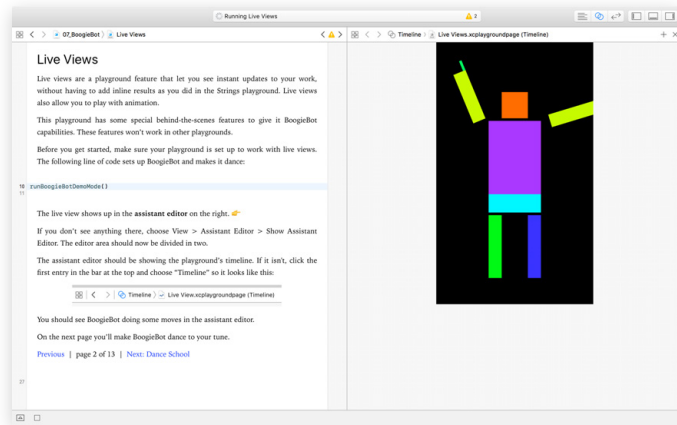 Running Live Views
2
07_BoogieBot
Live Views
Timeline
Live Views.xcplaygroundpage (Timeline)
Live Views
Live views are a playground feature that let you see instant updates to your work,
without having to add inline results as you did in the Strings playground. Live views
also allow you to play with animation.
This playground has some special behind-the-scenes features to give it BoogieBot
capabilities. These features won't work in other playgrounds.
Before you get started, make sure your playground is set up to work with live views.
The following line of code sets up BoogieBot and makes it dance:
10 runBoogieBotDemoMode()
11
The live view shows up in the assistant editor on the right. 👉
If you don't see anything there, choose View > Assistant Editor > Show Assistant
Editor. The editor area should now be divided in two.
The assistant editor should be showing the playground's timeline. If it isn't, click the
first entry in the bar at the top and choose "Timeline" so it looks like this:
Timeline
Live View.xcplaygroundpage (Timeline)
You should see BoogieBot doing some moves in the assistant editor.
On the next page you'll make BoogieBot dance to your tune.
Previous | page 2 of 13 | Next: Dance School